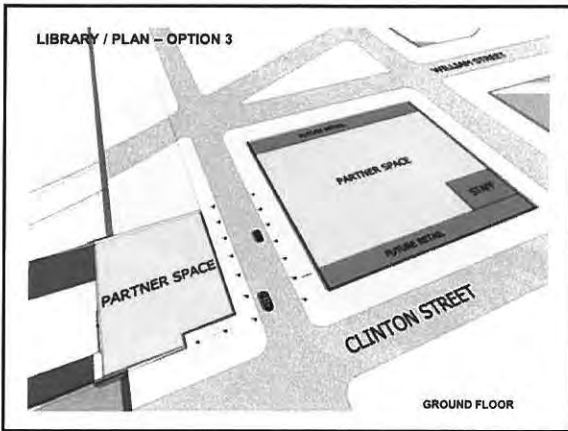 LIBRARY / PLAN – OPTION 3
WILLIAM STREET
FUTURE RETAIL
PARTNER SPACE
STAFF
FUTURE RETAIL
PARTNER SPACE
CLINTON STREET
GROUND FLOOR